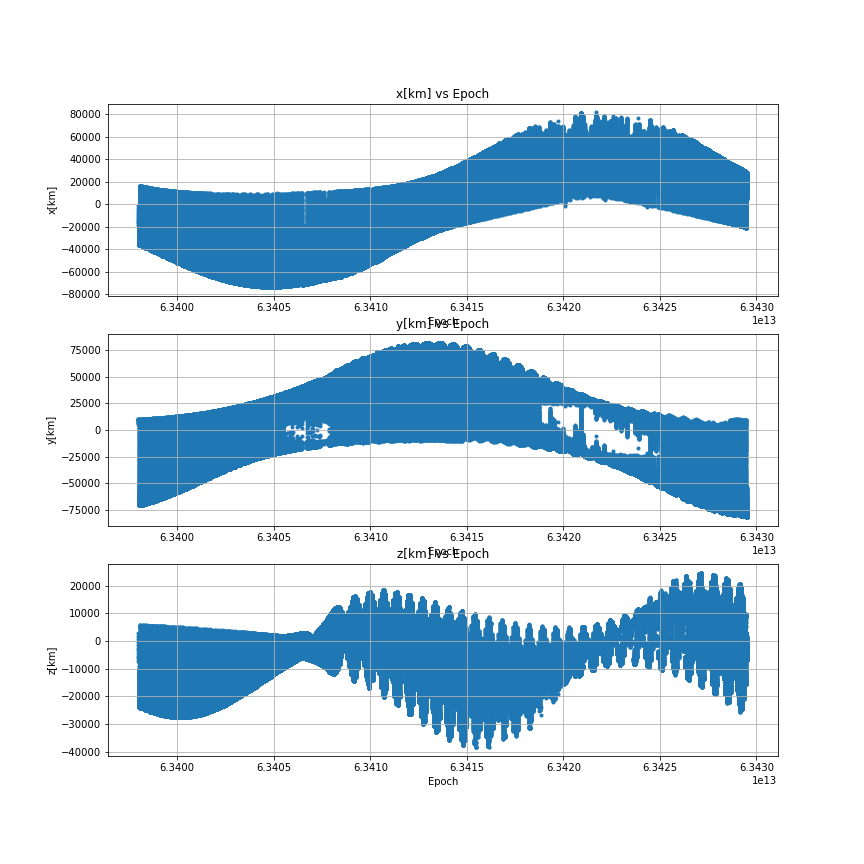 x[km] vs Epoch
x[km]
80000
60000
40000
20000
0
−20000
−40000
−60000
−80000
6.3400 6.3405 6.3410 6.3415 6.3420 6.3425 6.3430
1e13
Epoch
y[km] vs Epoch
y[km]
75000
50000
25000
0
−25000
−50000
−75000
6.3400 6.3405 6.3410 6.3415 6.3420 6.3425 6.3430
1e13
Epoch
z[km] vs Epoch
z[km]
20000
10000
0
−10000
−20000
−30000
−40000
6.3400 6.3405 6.3410 6.3415 6.3420 6.3425 6.3430
1e13
Epoch